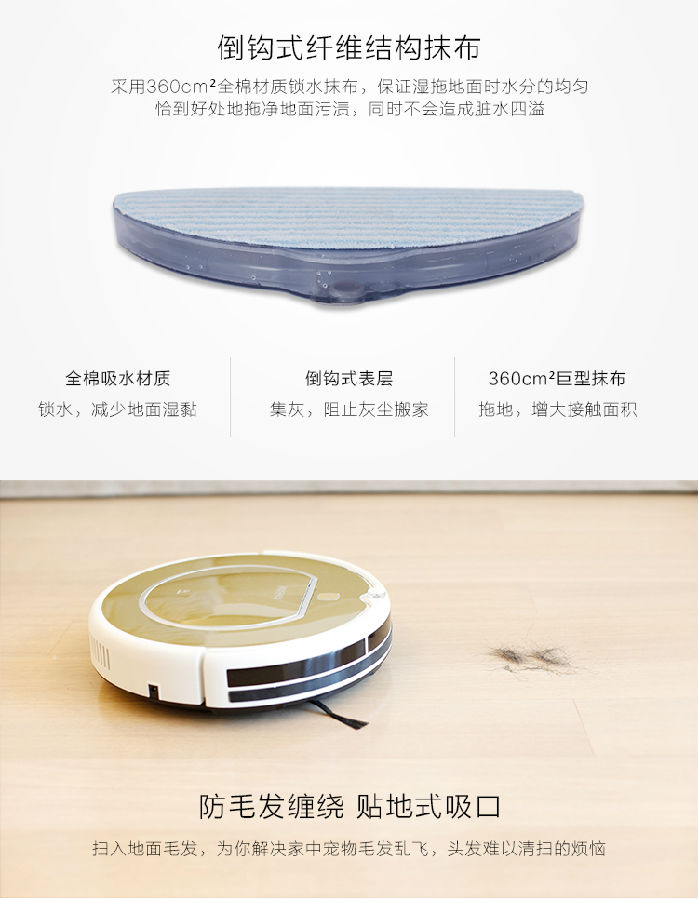 倒钩式纤维结构抹布
采用360cm²全棉材质锁水抹布，保证湿拖地面时水分的均匀
恰到好处地拖净地面污渍，同时不会造成脏水四溢
全棉吸水材质
锁水，减少地面湿黏
倒钩式表层
集灰，阻止灰尘搬家
360cm²巨型抹布
拖地，增大接触面积
防毛发缠绕 贴地式吸口
扫入地面毛发，为你解决家中宠物毛发乱飞，头发难以清扫的烦恼